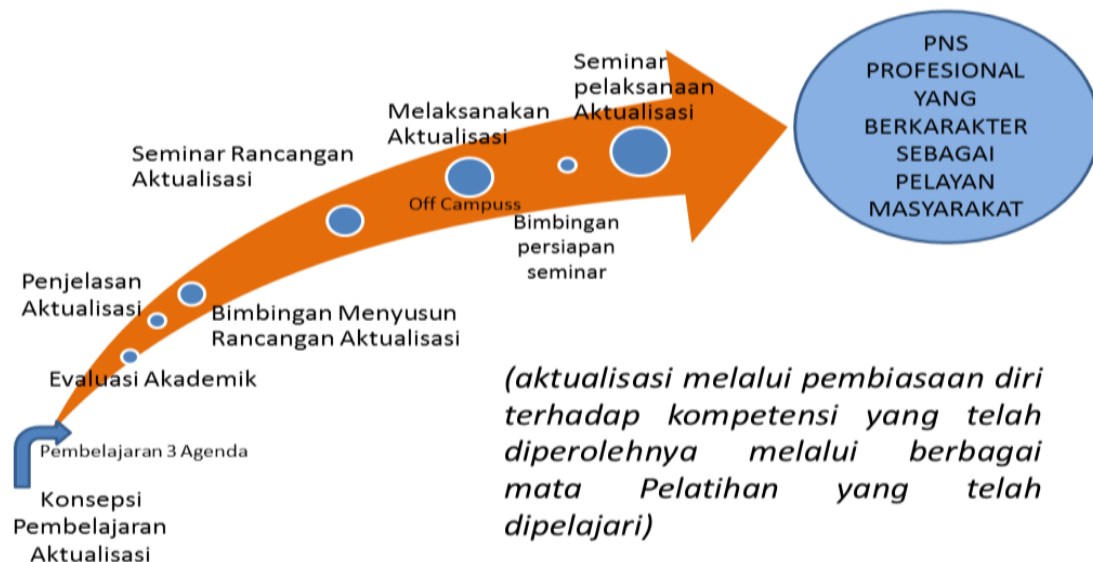 PNS
PROFESIONAL
YANG
BERKARAKTER
SEBAGAI
PELAYAN
MASYARAKAT
Seminar
pelaksanaan
Aktualisasi
Melaksanakan
Aktualisasi
Seminar Rancangan
Aktualisasi
Off Campuss
Bimbingan
persiapan
seminar
Penjelasan
Aktualisasi
Bimbingan Menyusun
Rancangan Aktualisasi
Evaluasi Akademik
Pembelajaran 3 Agenda
Konsepsi
Pembelajaran
Aktualisasi
(aktualisasi melalui pembiasaan diri
terhadap kompetensi yang telah
diperolehnya melalui berbagai
mata Pelatihan yang telah
dipelajari)